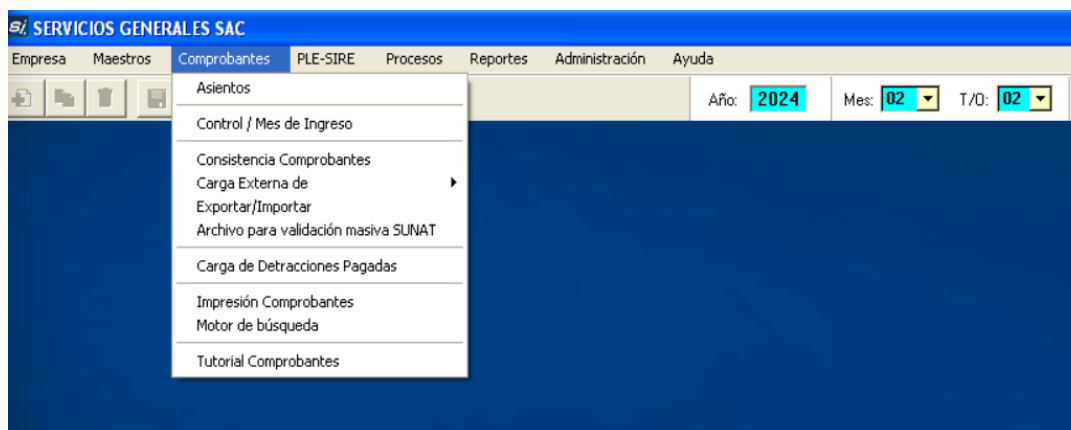 Si. SERVICIOS GENERALES SAC
Empresa Maestros Comprobantes PLE-SIRE Procesos Reportes Administración Ayuda
Año: 2024 Mes: 02 T/O: 02
Asientos
Control / Mes de Ingreso
Consistencia Comprobantes
Carga Externa de
Exportar/Importar
Archivo para validación masiva SUNAT
Carga de Detracciones Pagadas
Impresión Comprobantes
Motor de búsqueda
Tutorial Comprobantes